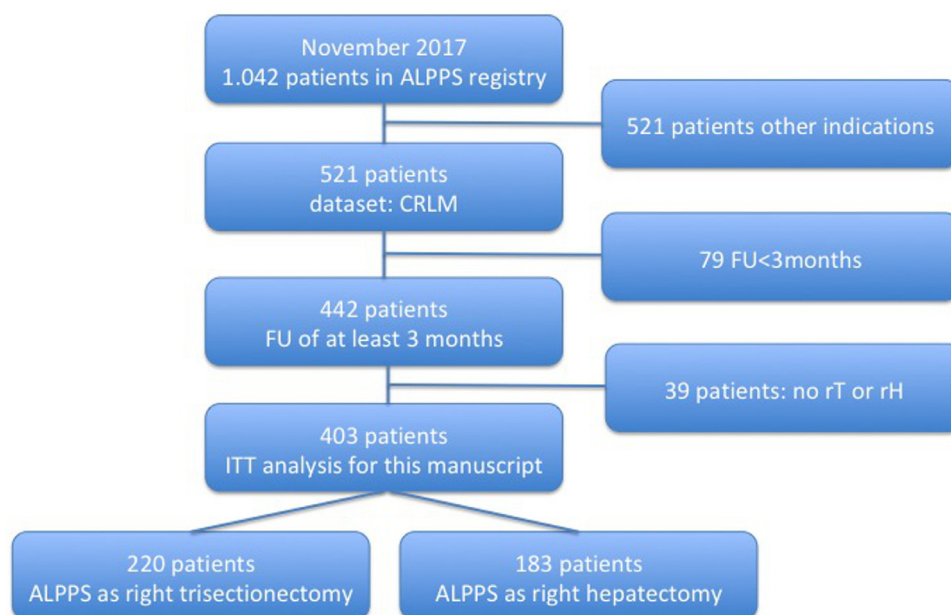 November 2017
1.042 patients in ALPPS registry
521 patients other indications
521 patients
dataset: CRLM
79 FU<3months
442 patients
FU of at least 3 months
39 patients: no rT or rH
403 patients
ITT analysis for this manuscript
220 patients
ALPPS as right trisectionectomy
183 patients
ALPPS as right hepatectomy